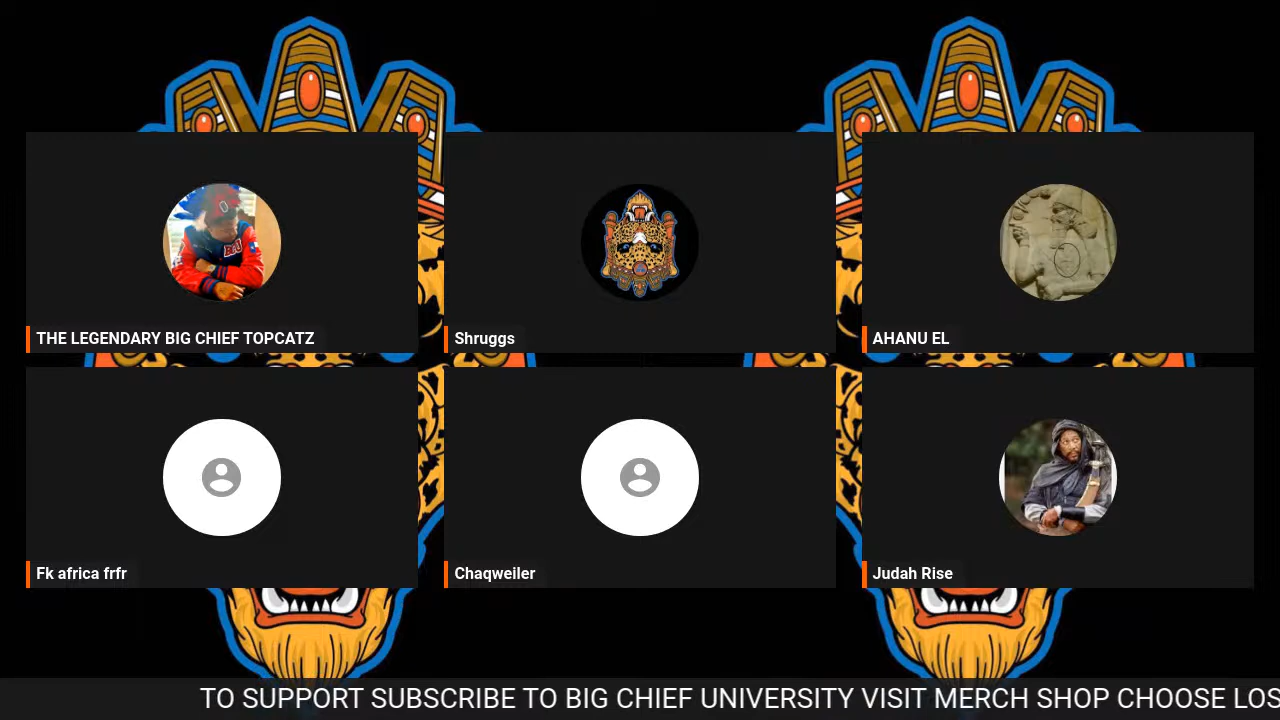 THE LEGENDARY BIG CHIEF TOPCATZ
Shruggs
AHANU EL
Fk africa frfr
Chaqweiler
Judah Rise
TO SUPPORT SUBSCRIBE TO BIG CHIEF UNIVERSITY VISIT MERCH SHOP CHOOSE LOS